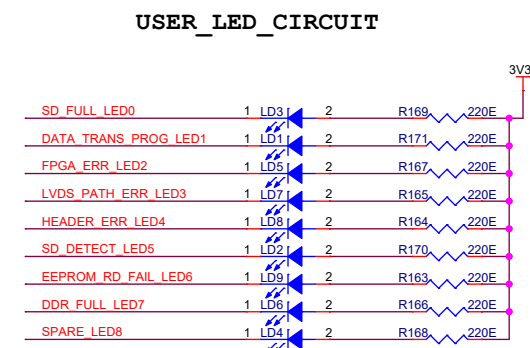 USER_LED_CIRCUIT
3V3
SD_FULL_LED0 1 LD3 2 R169 220E
DATA_TRANS_PROG_LED1 1 LD1 2 R171 220E
FPGA_ERR_LED2 1 LD5 2 R167 220E
LVDS_PATH_ERR_LED3 1 LD7 2 R165 220E
HEADER_ERR_LED4 1 LD8 2 R164 220E
SD_DETECT_LED5 1 LD2 2 R170 220E
EEPROM_RD_FAIL_LED6 1 LD9 2 R163 220E
DDR_FULL_LED7 1 LD6 2 R166 220E
SPARE_LED8 1 LD4 2 R168 220E